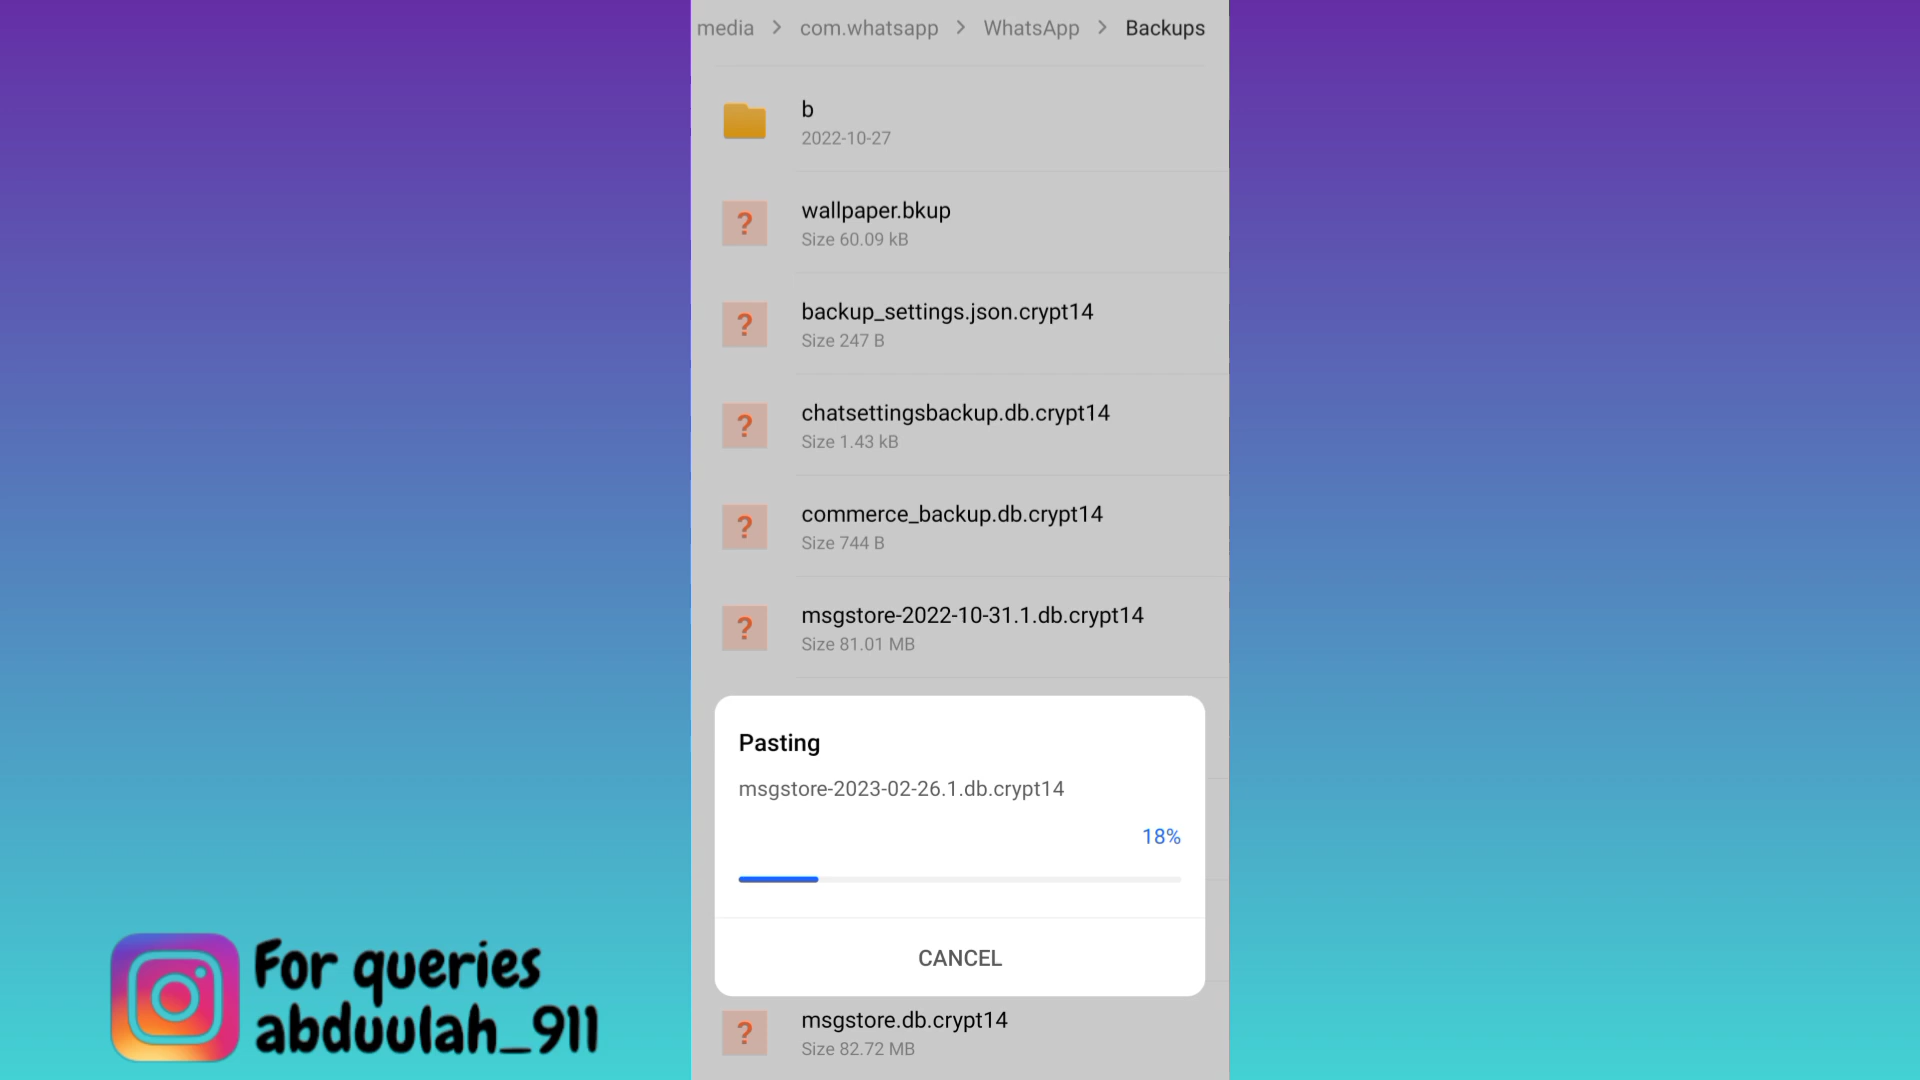 media > com.whatsapp > WhatsApp > Backups
b
2022-10-27
?
wallpaper.bkup
Size 60.09 kB
?
backup_settings.json.crypt14
Size 247 B
?
chatsettingsbackup.db.crypt14
Size 1.43 kB
?
commerce_backup.db.crypt14
Size 744 B
?
msgstore-2022-10-31.1.db.crypt14
Size 81.01 MB
Pasting
msgstore-2023-02-26.1.db.crypt14
18%
CANCEL
?
msgstore.db.crypt14
Size 82.72 MB
For queries
abduulah_911